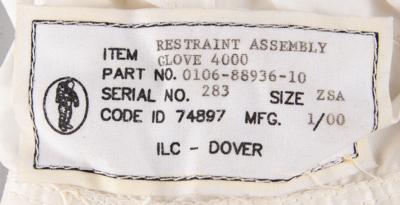 ITEM RESTRAINT ASSEMBLY
GLOVE 4000
PART NO. 0106-88936-10
SERIAL NO. 283 SIZE ZSA
CODE ID 74897 MFG. 1/00
ILC - DOVER